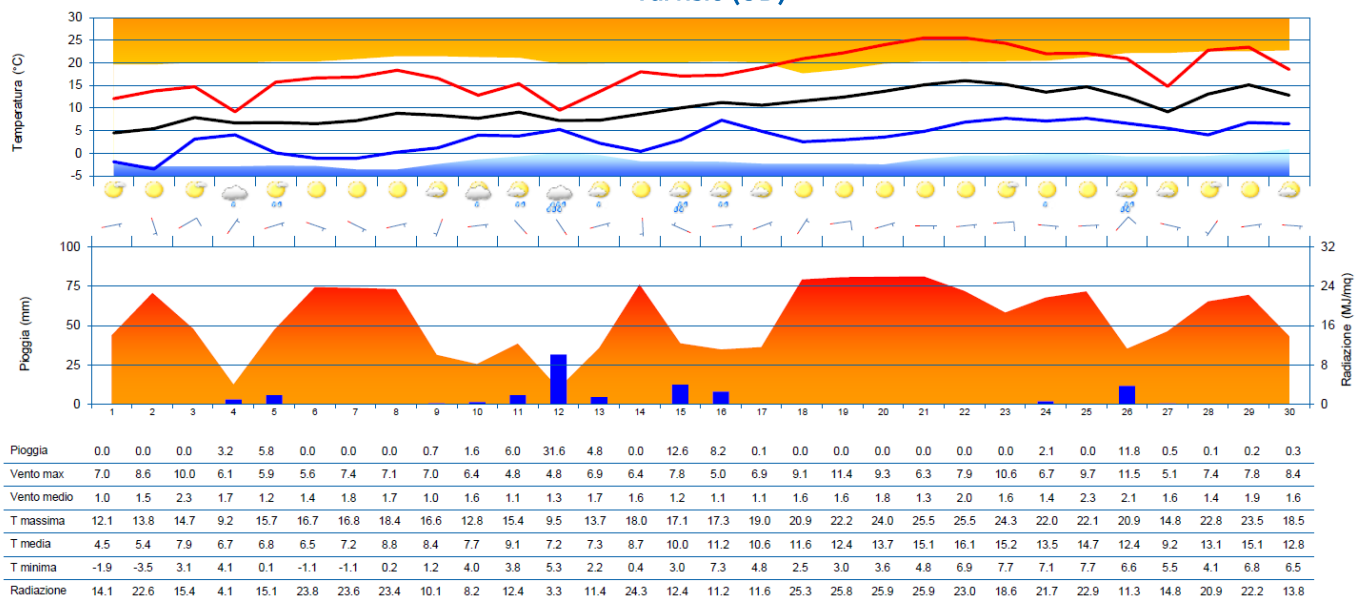 30
25
20
15
10
5
0
-5
Temperatura (°C)
100 32
75 24
50 16
25 8
0 0
Pioggia (mm)
Radiazione (MJ/mq)
1 2 3 4 5 6 7 8 9 10 11 12 13 14 15 16 17 18 19 20 21 22 23 24 25 26 27 28 29 30
Pioggia 0.0 0.0 0.0 3.2 5.8 0.0 0.0 0.0 0.7 1.6 6.0 31.6 4.8 0.0 12.6 8.2 0.1 0.0 0.0 0.0 0.0 0.0 0.0 2.1 0.0 11.8 0.5 0.1 0.2 0.3
Vento max 7.0 8.6 10.0 6.1 5.9 5.6 7.4 7.1 7.0 6.4 4.8 4.8 6.9 6.4 7.8 5.0 6.9 9.1 11.4 9.3 6.3 7.9 10.6 6.7 9.7 11.5 5.1 7.4 7.8 8.4
Vento medio 1.0 1.5 2.3 1.7 1.2 1.4 1.8 1.7 1.0 1.6 1.1 1.3 1.7 1.6 1.2 1.1 1.1 1.6 1.6 1.8 1.3 2.0 1.6 1.4 2.3 2.1 1.6 1.4 1.9 1.6
T massima 12.1 13.8 14.7 9.2 15.7 16.7 16.8 18.4 16.6 12.8 15.4 9.5 13.7 18.0 17.1 17.3 19.0 20.9 22.2 24.0 25.5 25.5 24.3 22.0 22.1 20.9 14.8 22.8 23.5 18.5
T media 4.5 5.4 7.9 6.7 6.8 6.5 7.2 8.8 8.4 7.7 9.1 7.2 7.3 8.7 10.0 11.2 10.6 11.6 12.4 13.7 15.1 16.1 15.2 13.5 14.7 12.4 9.2 13.1 15.1 12.8
T minima -1.9 -3.5 3.1 4.1 0.1 -1.1 -1.1 0.2 1.2 4.0 3.8 5.3 2.2 0.4 3.0 7.3 4.8 2.5 3.0 3.6 4.8 6.9 7.7 7.1 7.7 6.6 5.5 4.1 6.8 6.5
Radiazione 14.1 22.6 15.4 4.1 15.1 23.8 23.6 23.4 10.1 8.2 12.4 3.3 11.4 24.3 12.4 11.2 11.6 25.3 25.8 25.9 25.9 23.0 18.6 21.7 22.9 11.3 14.8 20.9 22.2 13.8